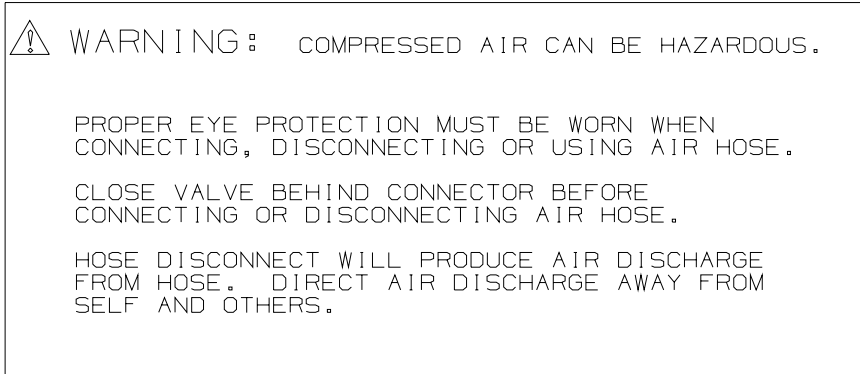 WARNING: COMPRESSED AIR CAN BE HAZARDOUS.
PROPER EYE PROTECTION MUST BE WORN WHEN
CONNECTING, DISCONNECTING OR USING AIR HOSE.
CLOSE VALVE BEHIND CONNECTOR BEFORE
CONNECTING OR DISCONNECTING AIR HOSE.
HOSE DISCONNECT WILL PRODUCE AIR DISCHARGE
FROM HOSE. DIRECT AIR DISCHARGE AWAY FROM
SELF AND OTHERS.